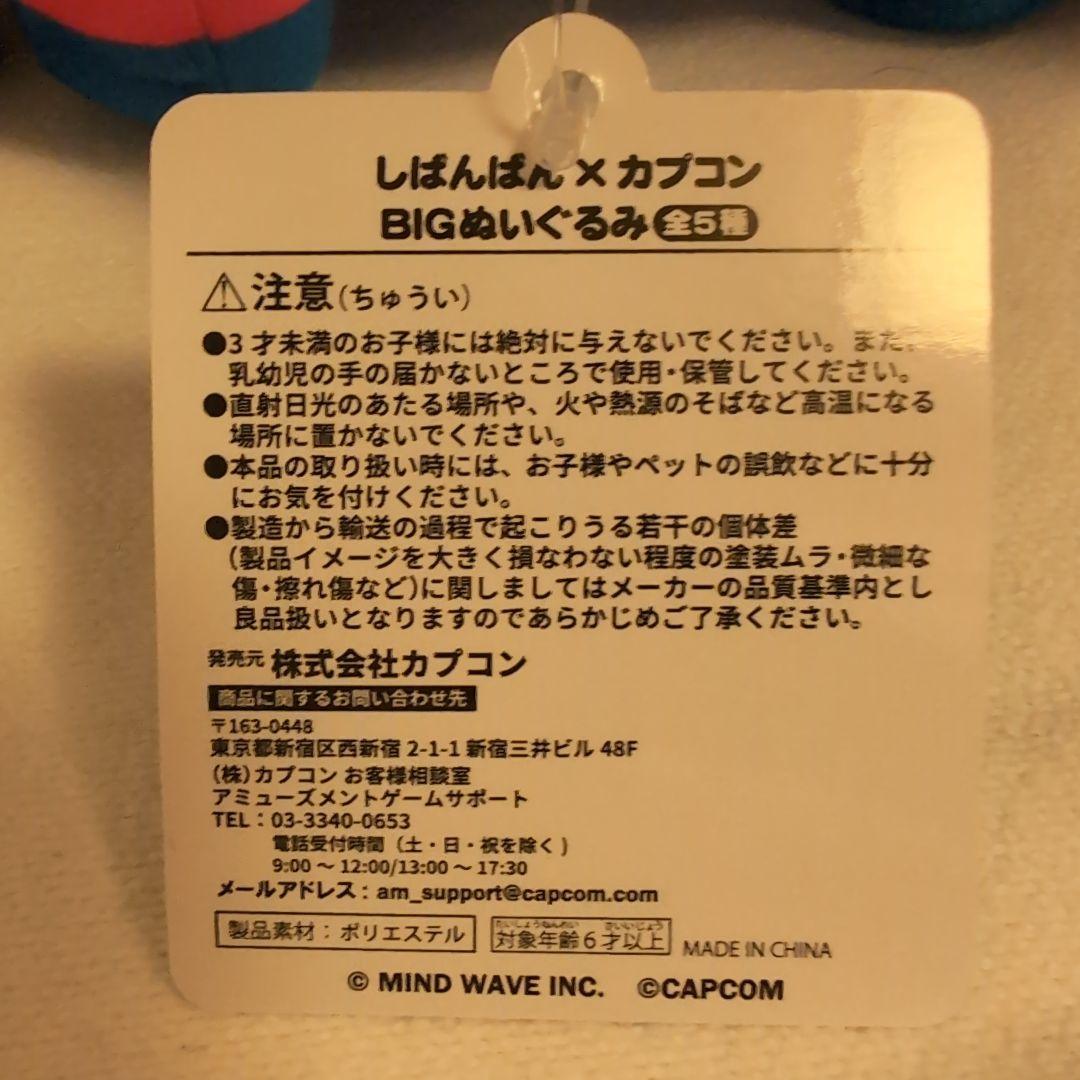 しばんばん×カプコン
BIGぬいぐるみ 全5種
⚠注意(ちゅうい)
●3才未満のお子様には絶対に与えないでください。また、
乳幼児の手の届かないところで使用・保管してください。
●直射日光のあたる場所や、火や熱源のそばなど高温になる
場所に置かないでください。
●本品の取り扱い時には、お子様やペットの誤飲などに十分
にお気を付けください。
●製造から輸送の過程で起こりうる若干の個体差
(製品イメージを大きく損なわない程度の塗装ムラ・微細な
傷・擦れ傷など)に関しましてはメーカーの品質基準内とし
良品扱いとなりますのであらかじめご了承ください。
発売元 株式会社カプコン
商品に関するお問い合わせ先
〒163-0448
東京都新宿区西新宿 2-1-1 新宿三井ビル 48F
(株)カプコン お客様相談室
アミューズメントゲームサポート
TEL:03-3340-0653
電話受付時間(土・日・祝を除く)
9:00 ~ 12:00/13:00 ~ 17:30
メールアドレス:am_support@capcom.com
製品素材:ポリエステル
たいしょうねんれい さいいじょう
対象年齢6才以上
MADE IN CHINA
© MIND WAVE INC. ©CAPCOM